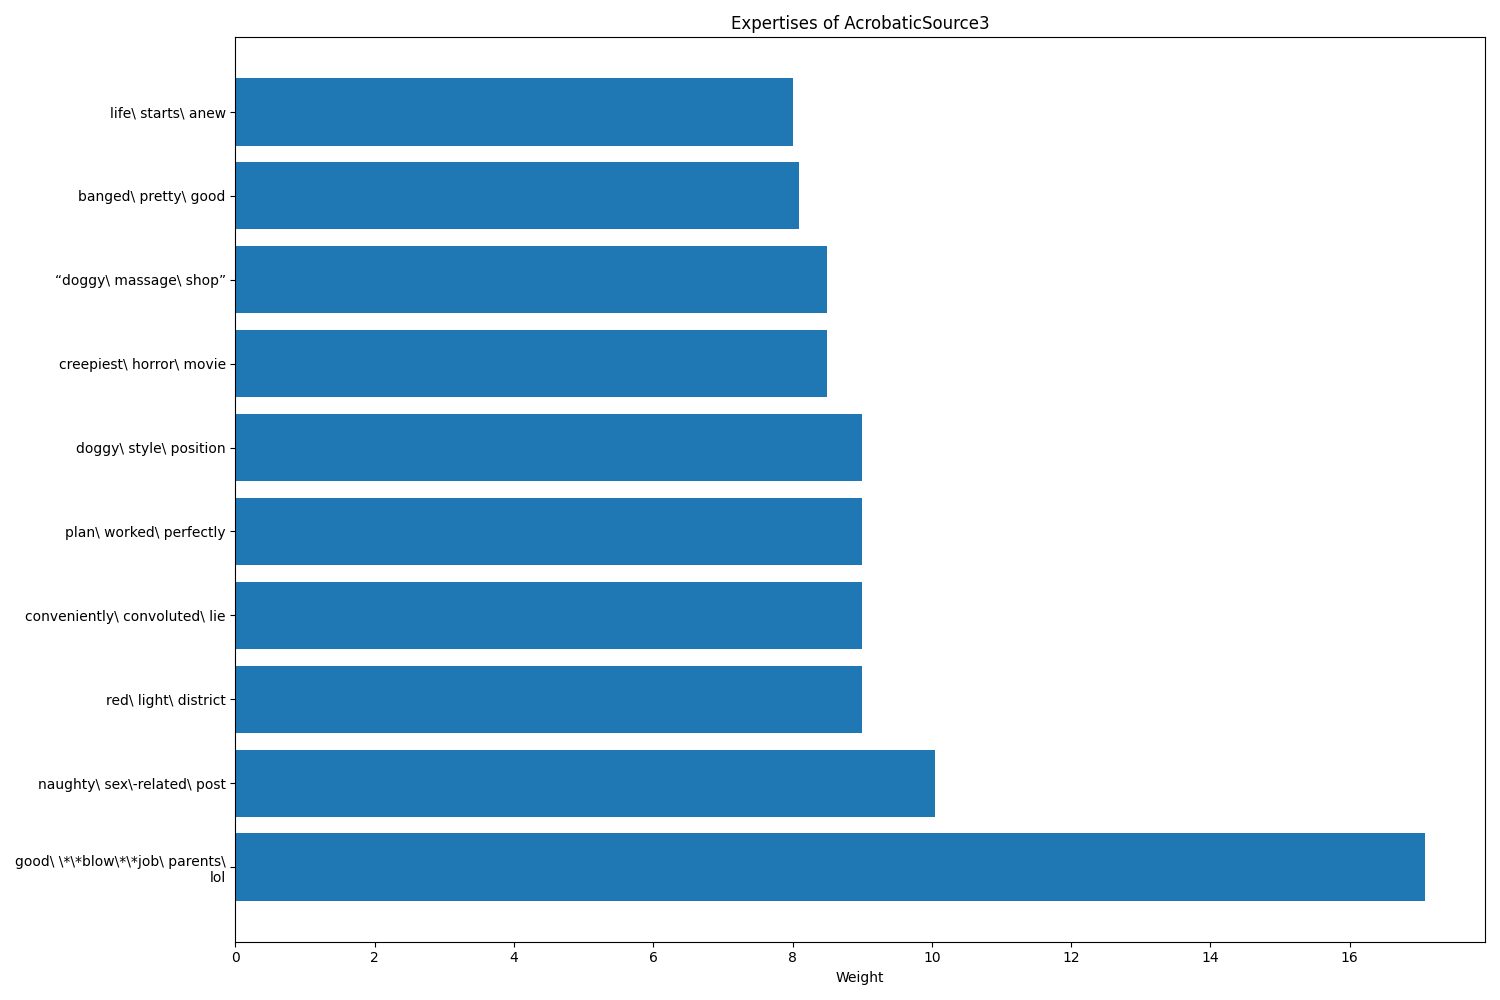 Expertises of AcrobaticSource3
life\ starts\ anew
banged\ pretty\ good
“doggy\ massage\ shop”
creepiest\ horror\ movie
doggy\ style\ position
plan\ worked\ perfectly
conveniently\ convoluted\ lie
red\ light\ district
naughty\ sex\-related\ post
good\ \*\*blow\*\*job\ parents\
lol
0 2 4 6 8 10 12 14 16
Weight